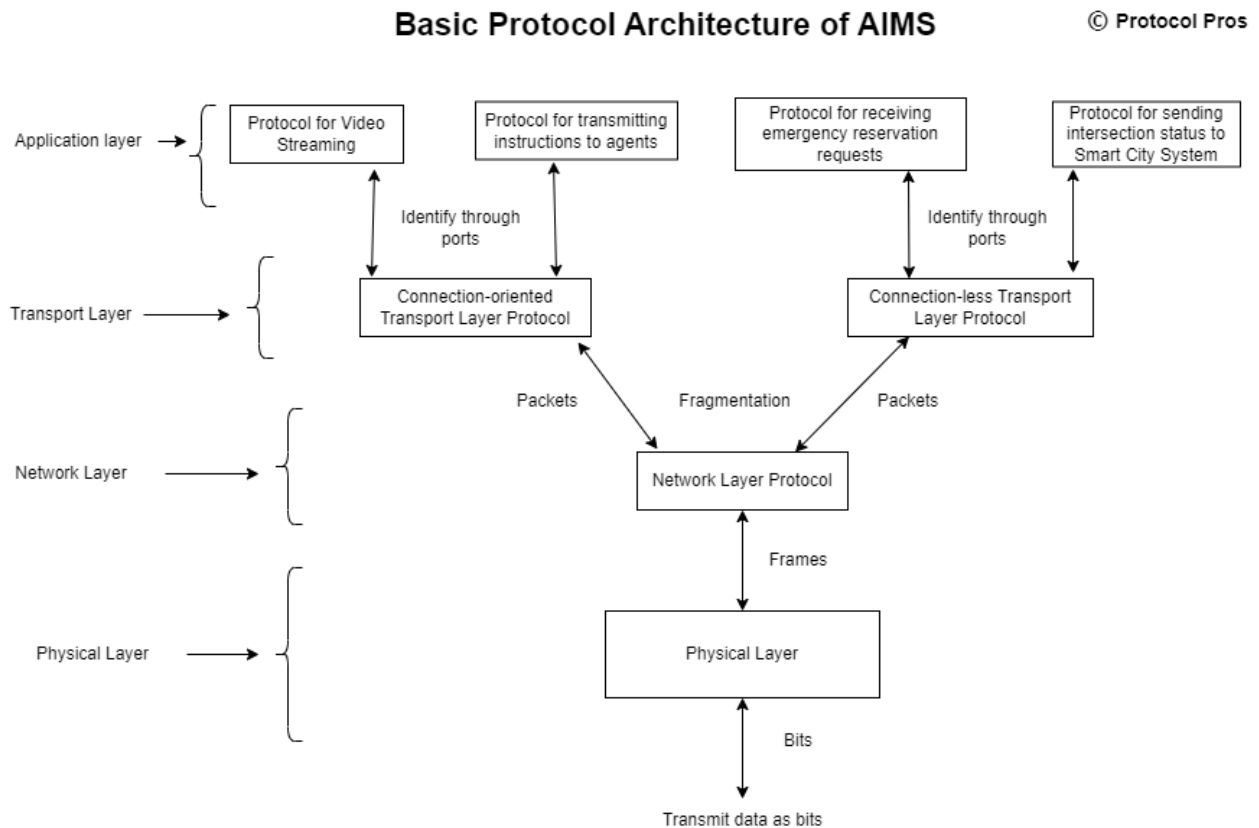 Basic Protocol Architecture of AIMS
© Protocol Pros
Application layer
Protocol for Video
Streaming
Protocol for transmitting
instructions to agents
Protocol for receiving
emergency reservation
requests
Protocol for sending
intersection status to
Smart City System
Identify through
ports
Identify through
ports
Transport Layer
Connection-oriented
Transport Layer Protocol
Connection-less Transport
Layer Protocol
Packets
Fragmentation
Packets
Network Layer
Network Layer Protocol
Frames
Physical Layer
Physical Layer
Bits
Transmit data as bits